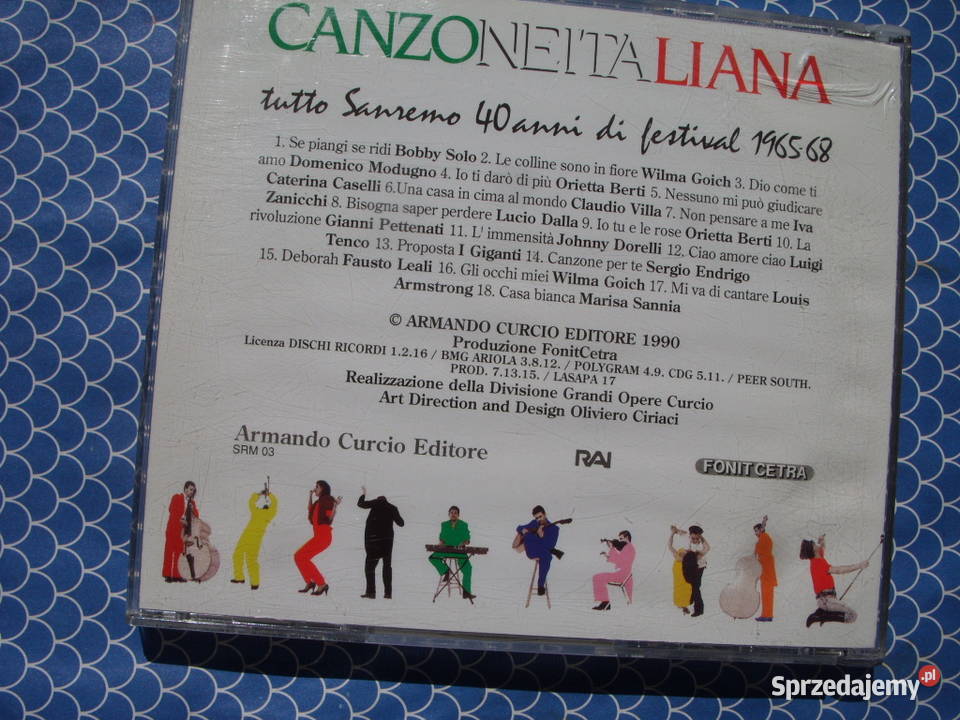 CANZONEITALIANA
tutto Sanremo 40 anni di festival 1965-68
1. Se piangi se ridi Bobby Solo 2. Le colline sono in fiore Wilma Goich 3. Dio come ti
amo Domenico Modugno 4. Io ti darò di più Orietta Berti 5. Nessuno mi può giudicare
Caterina Caselli 6.Una casa in cima al mondo Claudio Villa 7. Non pensare a me Iva
Zanicchi 8. Bisogna saper perdere Lucio Dalla 9. Io tu e le rose Orietta Berti 10. La
rivoluzione Gianni Pettenati 11. L' immensità Johnny Dorelli 12. Ciao amore ciao Luigi
Tenco 13. Proposta I Giganti 14. Canzone per te Sergio Endrigo
15. Deborah Fausto Leali 16. Gli occhi miei Wilma Goich 17. Mi va di cantare Louis
Armstrong 18. Casa bianca Marisa Sannia
© ARMANDO CURCIO EDITORE 1990
Produzione FonitCetra
Licenza DISCHI RICORDI 1.2.16 / BMG ARIOLA 3.8.12. / POLYGRAM 4.9. CDG 5.11. / PEER SOUTH.
PROD. 7.13.15. / LASAPA 17
Realizzazione della Divisione Grandi Opere Curcio
Art Direction and Design Oliviero Ciriaci
Armando Curcio Editore
SRM 03
RAI
FONIT CETRA
Sprzedajemy.pl